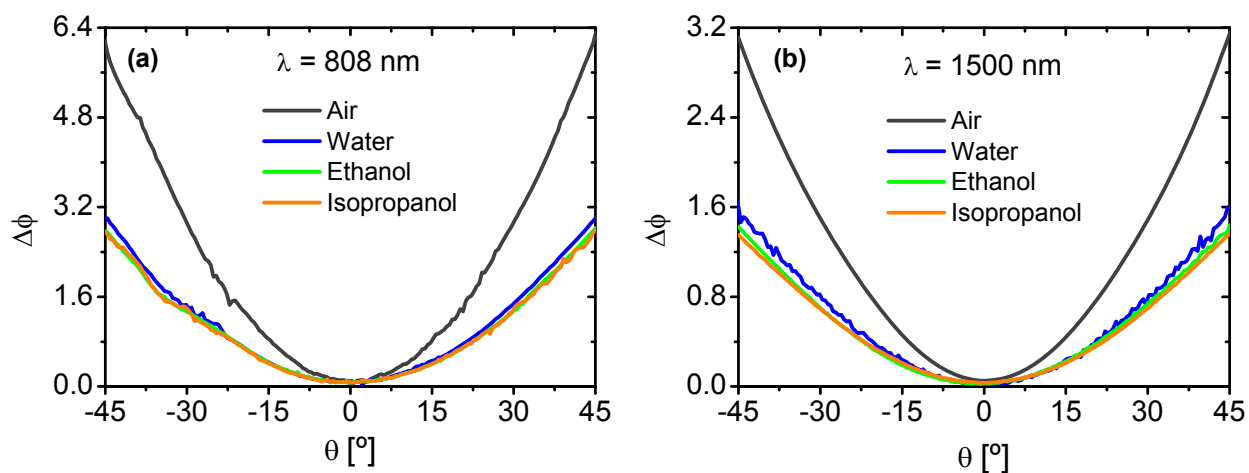 6.4
4.8
3.2
1.6
0.0
Δϕ
(a)
λ = 808 nm
Air
Water
Ethanol
Isopropanol
-45 -30 -15 0 15 30 45
θ [º]
3.2
2.4
1.6
0.8
0.0
Δϕ
(b)
λ = 1500 nm
Air
Water
Ethanol
Isopropanol
-45 -30 -15 0 15 30 45
θ [º]